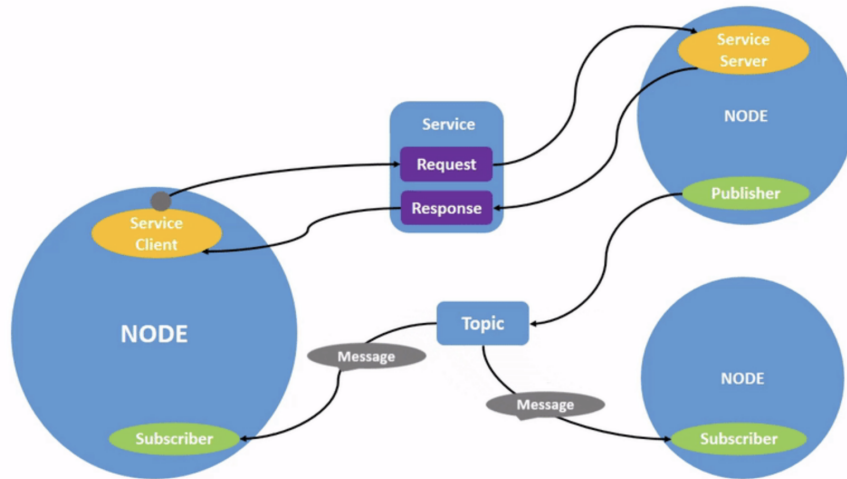 Service
Server
NODE
Service
Request
Response
Publisher
Service
Client
NODE
Topic
Message
Message
NODE
Subscriber
Subscriber